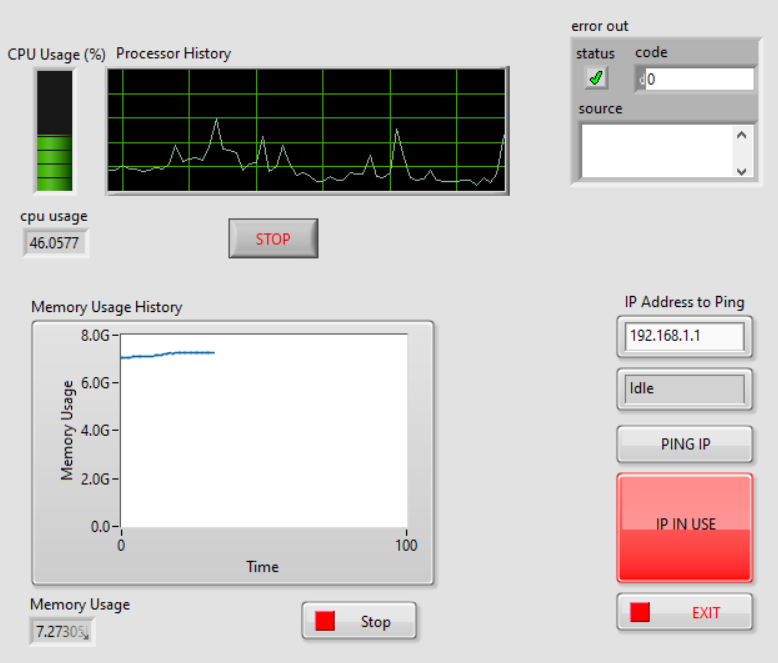 error out
CPU Usage (%) Processor History
status code
d 0
source
cpu usage
46.0577
STOP
Memory Usage History
8.0G
6.0G
4.0G
2.0G
0.0
Memory Usage
0 100
Time
IP Address to Ping
192.168.1.1
Idle
PING IP
IP IN USE
EXIT
Memory Usage
7.2730
Stop